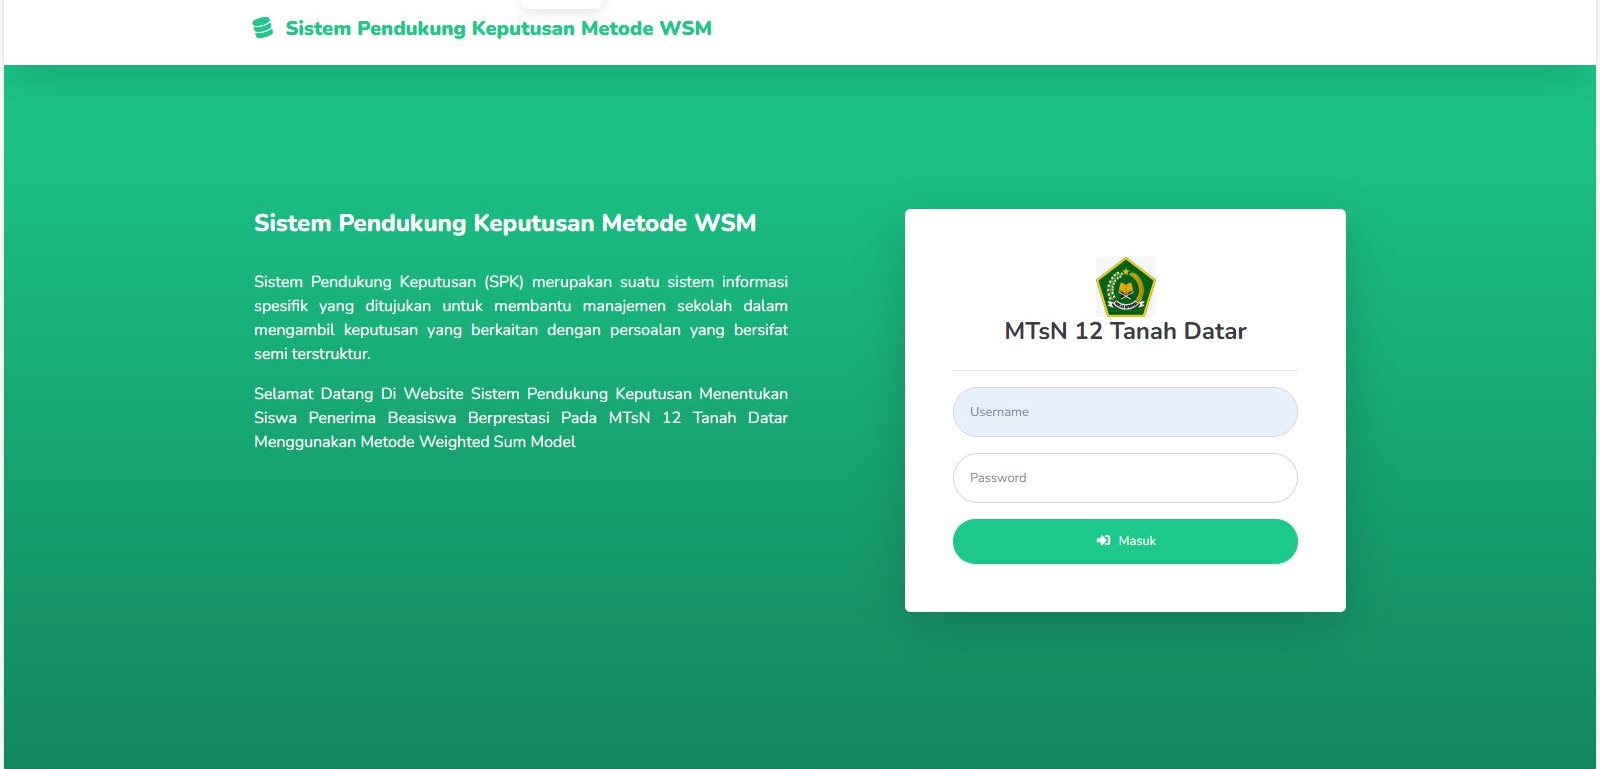 Sistem Pendukung Keputusan Metode WSM
Sistem Pendukung Keputusan Metode WSM
Sistem Pendukung Keputusan (SPK) merupakan suatu sistem informasi
spesifik yang ditujukan untuk membantu manajemen sekolah dalam
mengambil keputusan yang berkaitan dengan persoalan yang bersifat
semi terstruktur.
Selamat Datang Di Website Sistem Pendukung Keputusan Menentukan
Siswa Penerima Beasiswa Berprestasi Pada MTsN 12 Tanah Datar
Menggunakan Metode Weighted Sum Model
MTsN 12 Tanah Datar
Username
Password
Masuk